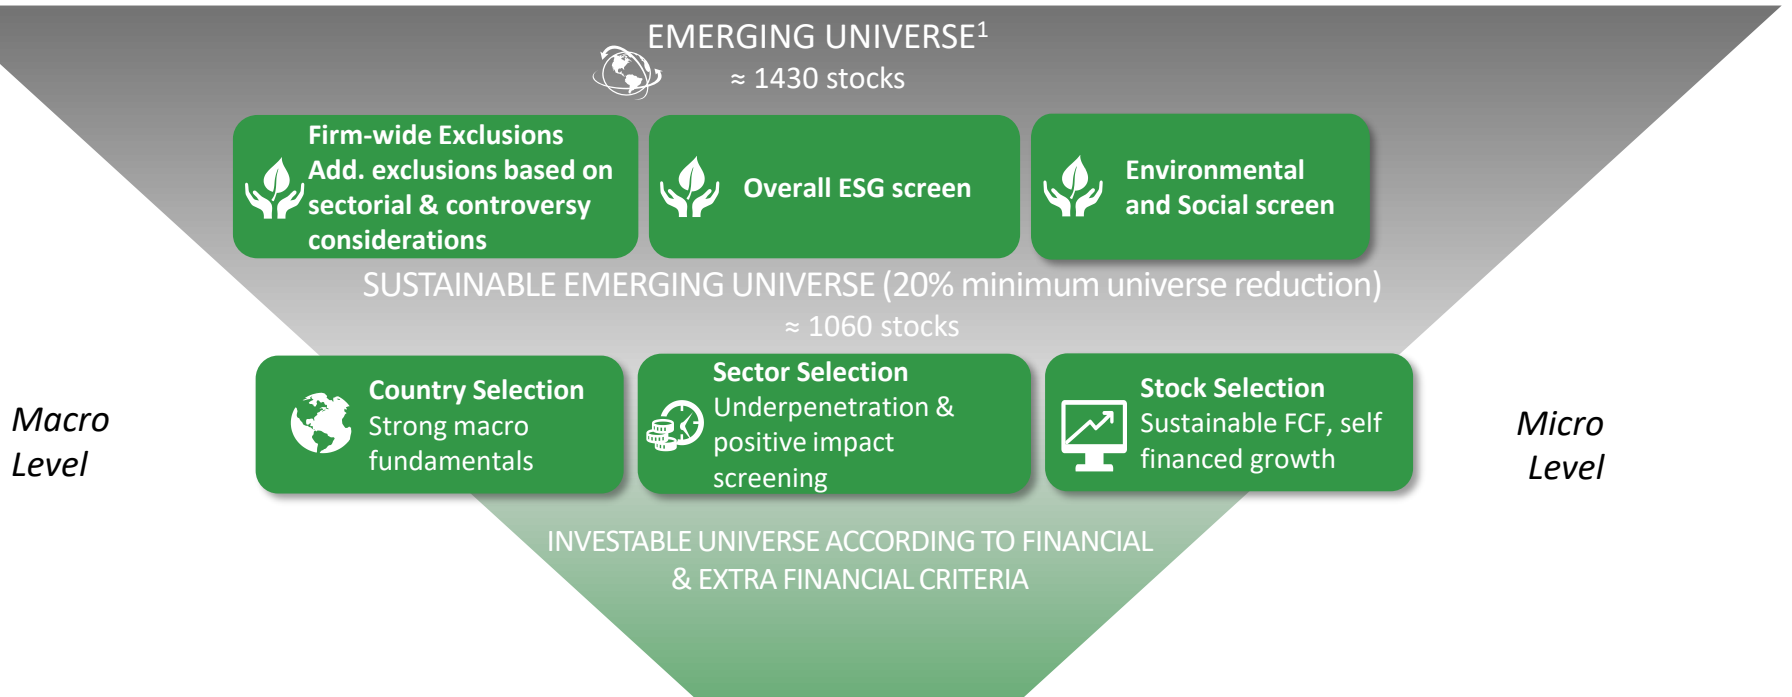 EMERGING UNIVERSE¹
≈ 1430 stocks
Firm-wide Exclusions
Add. exclusions based on
sectorial & controversy
considerations
Overall ESG screen
Environmental
and Social screen
SUSTAINABLE EMERGING UNIVERSE (20% minimum universe reduction)
≈ 1060 stocks
Macro
Level
Country Selection
Strong macro
fundamentals
Sector Selection
Underpenetration &
positive impact
screening
Stock Selection
Sustainable FCF, self
financed growth
Micro
Level
INVESTABLE UNIVERSE ACCORDING TO FINANCIAL
& EXTRA FINANCIAL CRITERIA